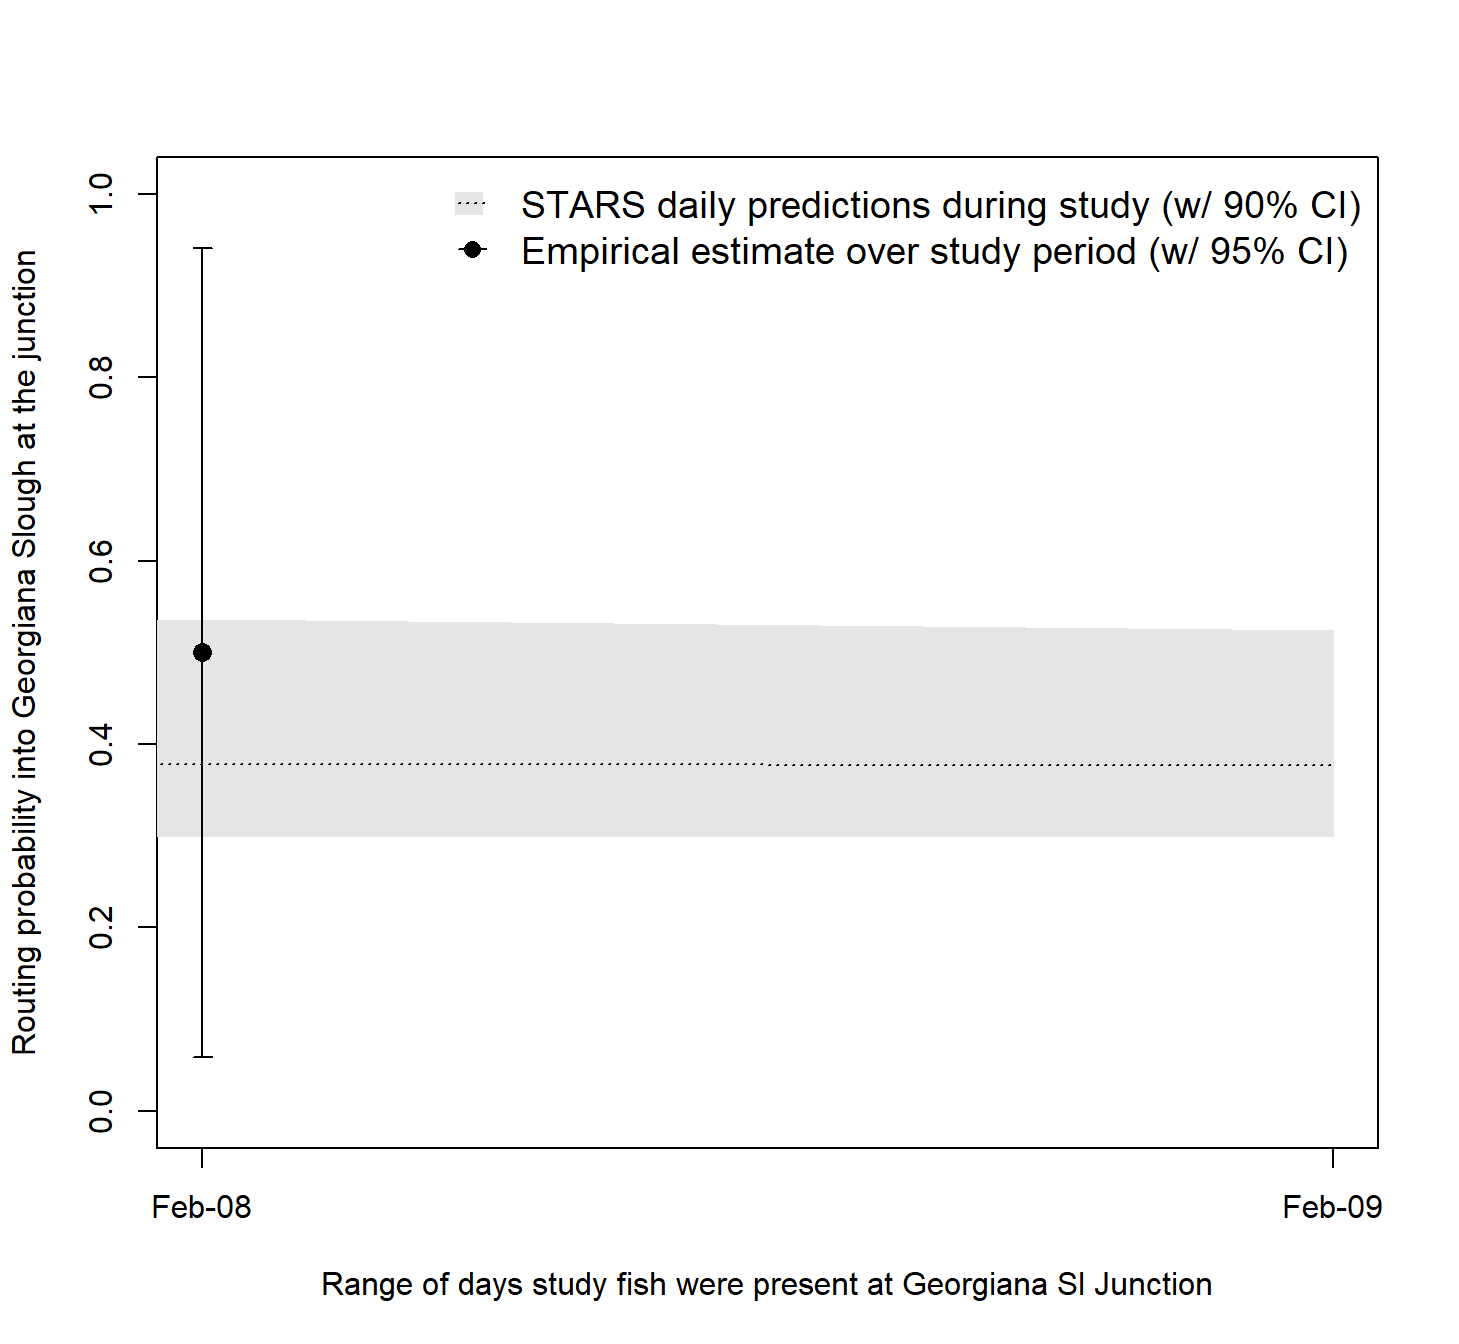 STARS daily predictions during study (w/ 90% CI)
Empirical estimate over study period (w/ 95% CI)
Routing probability into Georgiana Slough at the junction
1.0
0.8
0.6
0.4
0.2
0.0
Feb-08
Feb-09
Range of days study fish were present at Georgiana Sl Junction